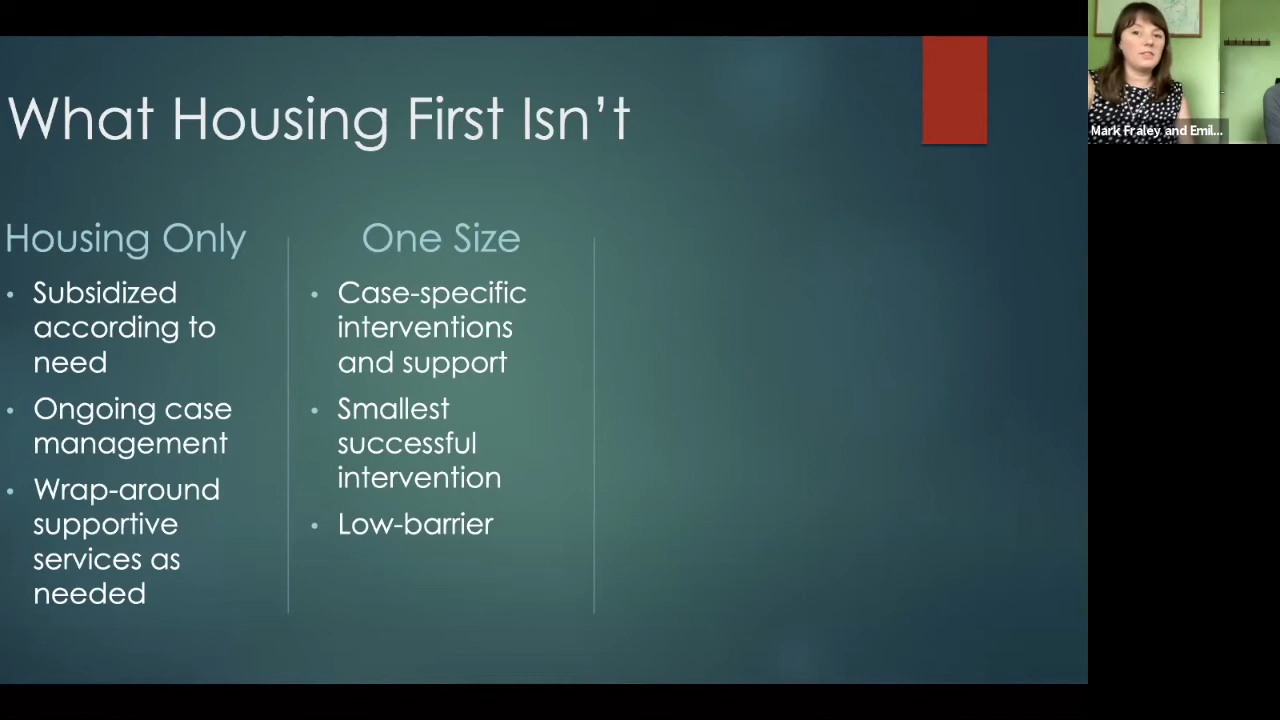 What Housing First Isn't
Housing Only
• Subsidized
according to
need
• Ongoing case
management
• Wrap-around
supportive
services as
needed
One Size
• Case-specific
interventions
and support
• Smallest
successful
intervention
• Low-barrier
Mark Fraley and Emil...